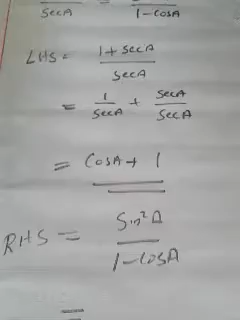 secA = 1-cosA
LHS = 1+secA / secA
= 1/secA + secA/secA
= cosA + 1
RHS = Sin²A / 1-cosA
=